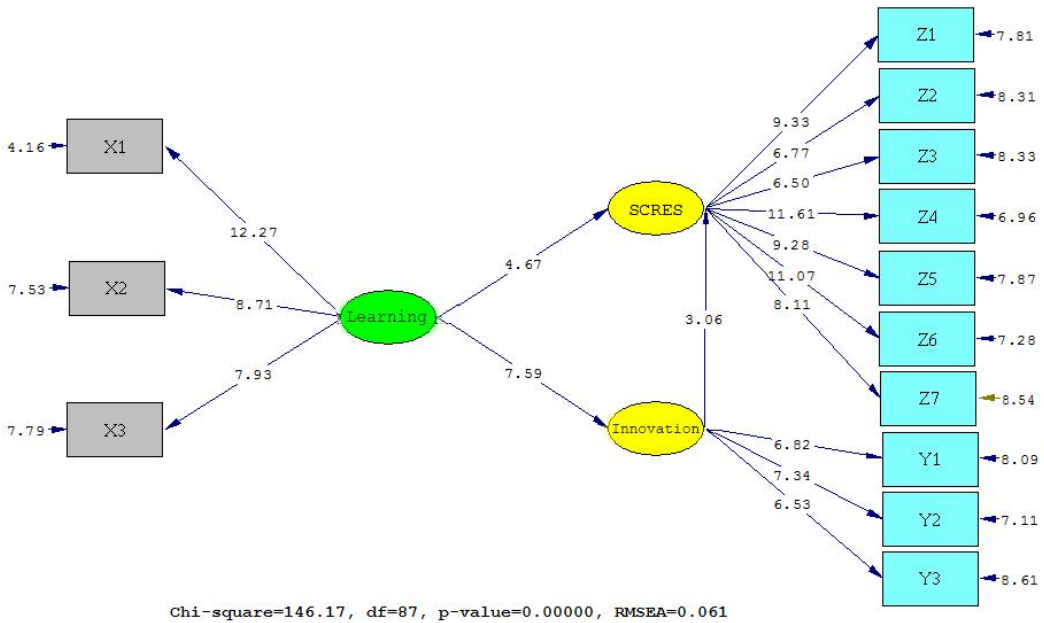 Z1
7.81
Z2
8.31
9.33
4.16
X1
6.77
Z3
8.33
6.50
SCRES
11.61
Z4
6.96
12.27
9.28
4.67
11.07
Z5
7.87
7.53
X2
8.71
8.11
Learning
3.06
Z6
7.28
7.93
7.59
Z7
8.54
7.79
X3
Innovation
6.82
Y1
8.09
7.34
6.53
Y2
7.11
Y3
8.61
Chi-square=146.17, df=87, p-value=0.00000, RMSEA=0.061